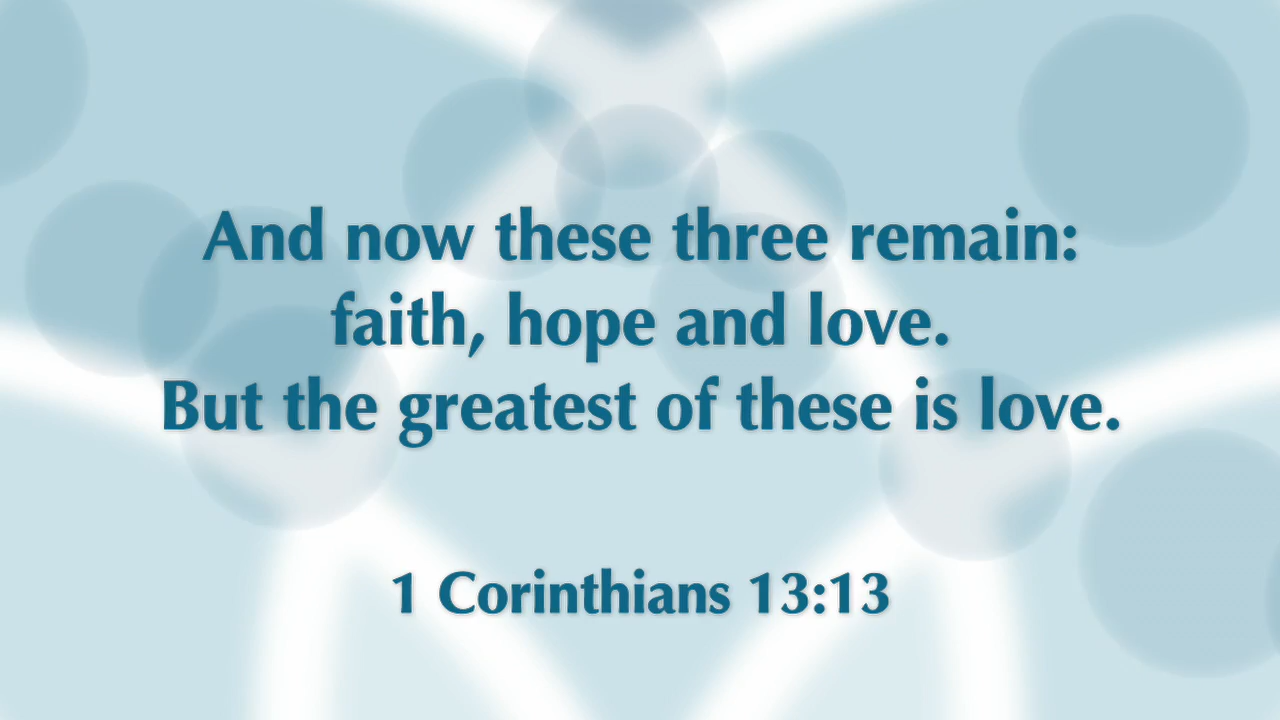 And now these three remain:
faith, hope and love.
But the greatest of these is love.
1 Corinthians 13:13